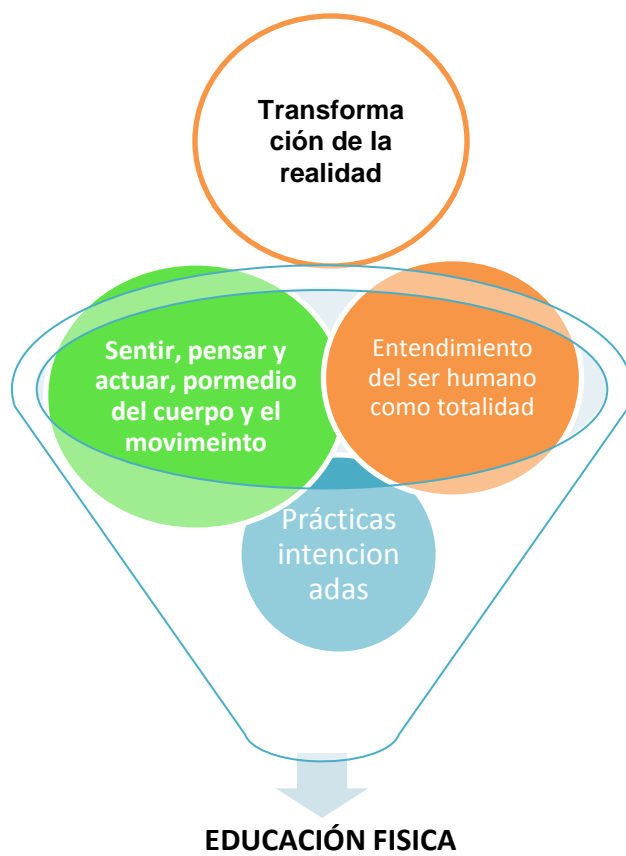 Transforma
ción de la
realidad
Sentir, pensar y
actuar, pormedio
del cuerpo y el
movimeinto
Entendimiento
del ser humano
como totalidad
Prácticas
intencion
adas
EDUCACIÓN FISICA